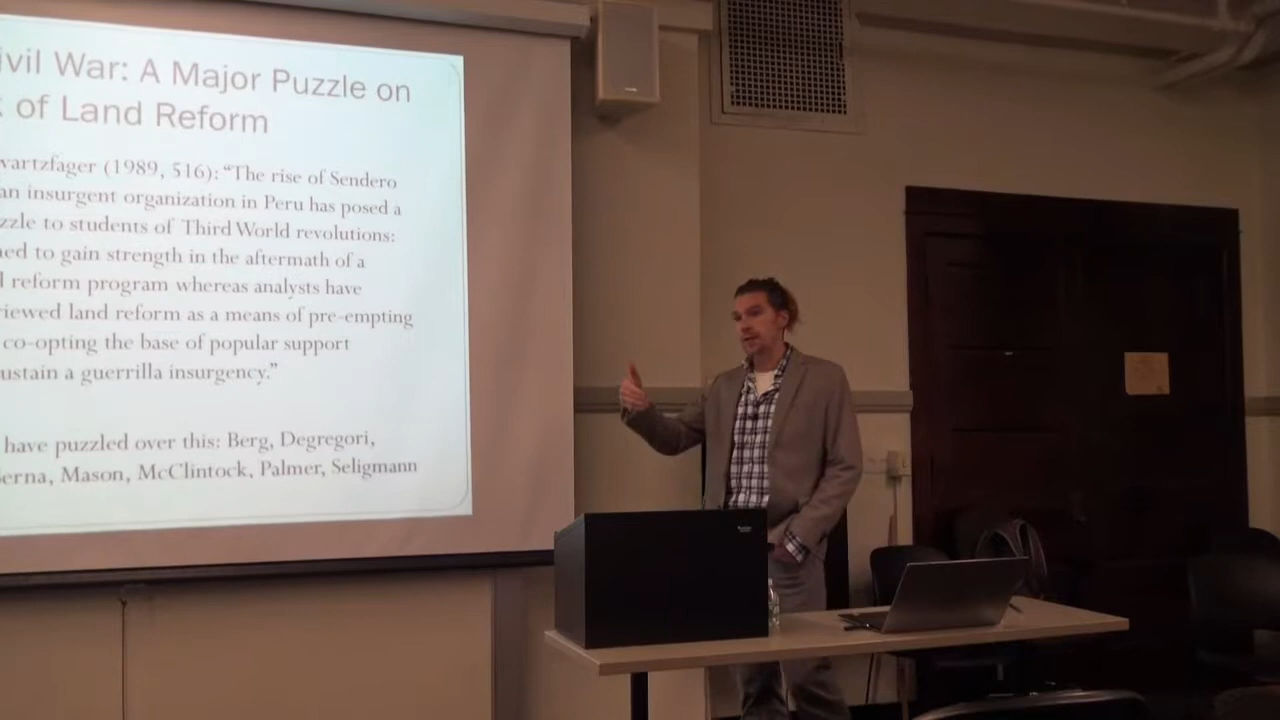 ivil War: A Major Puzzle on
of Land Reform
wartzfager (1989, 516): “The rise of Sendero
an insurgent organization in Peru has posed a
zzle to students of Third World revolutions:
ned to gain strength in the aftermath of a
l reform program whereas analysts have
iewed land reform as a means of pre-empting
co-opting the base of popular support
ustain a guerrilla insurgency.”
have puzzled over this: Berg, Degregori,
erna, Mason, McClintock, Palmer, Seligmann